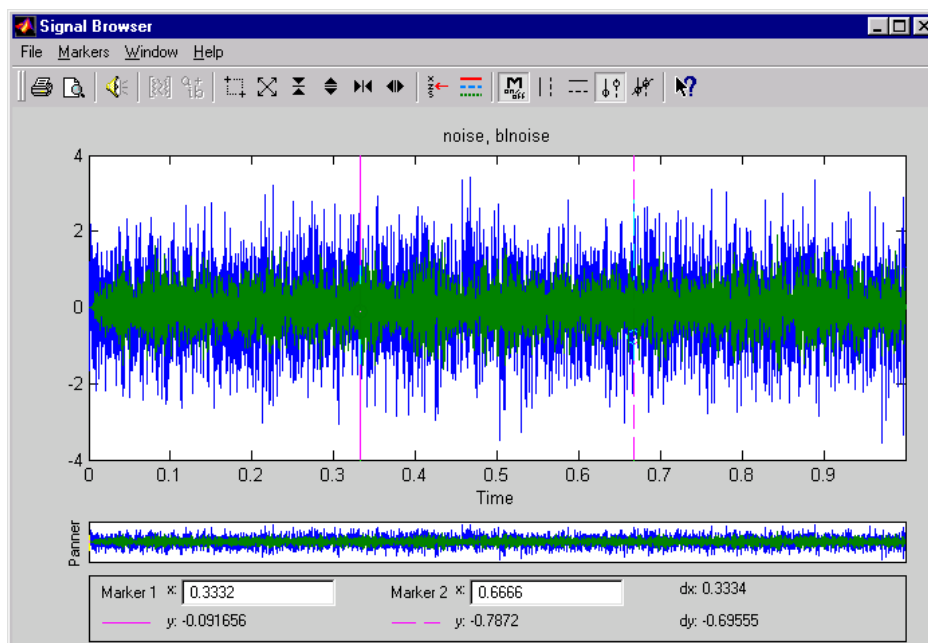 Signal Browser
File Markers Window Help
M
on/off
noise, blnoise
4
2
0
-2
-4
0 0.1 0.2 0.3 0.4 0.5 0.6 0.7 0.8 0.9
Time
Panner
Marker 1 x: 0.3332 Marker 2 x: 0.6666 dx: 0.3334
y: -0.091656 y: -0.7872 dy: -0.69555